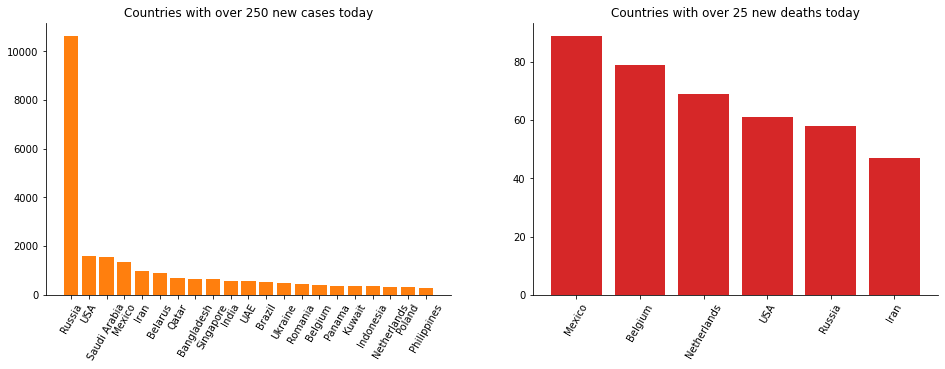 Countries with over 250 new cases today
10000
8000
6000
4000
2000
0
Russia
USA
Saudi Arabia
Mexico
Iran
Belarus
Qatar
Bangladesh
Singapore
India
UAE
Brazil
Ukraine
Romania
Belgium
Panama
Kuwait
Indonesia
Netherlands
Poland
Philippines
Countries with over 25 new deaths today
80
60
40
20
0
Mexico
Belgium
Netherlands
USA
Russia
Iran